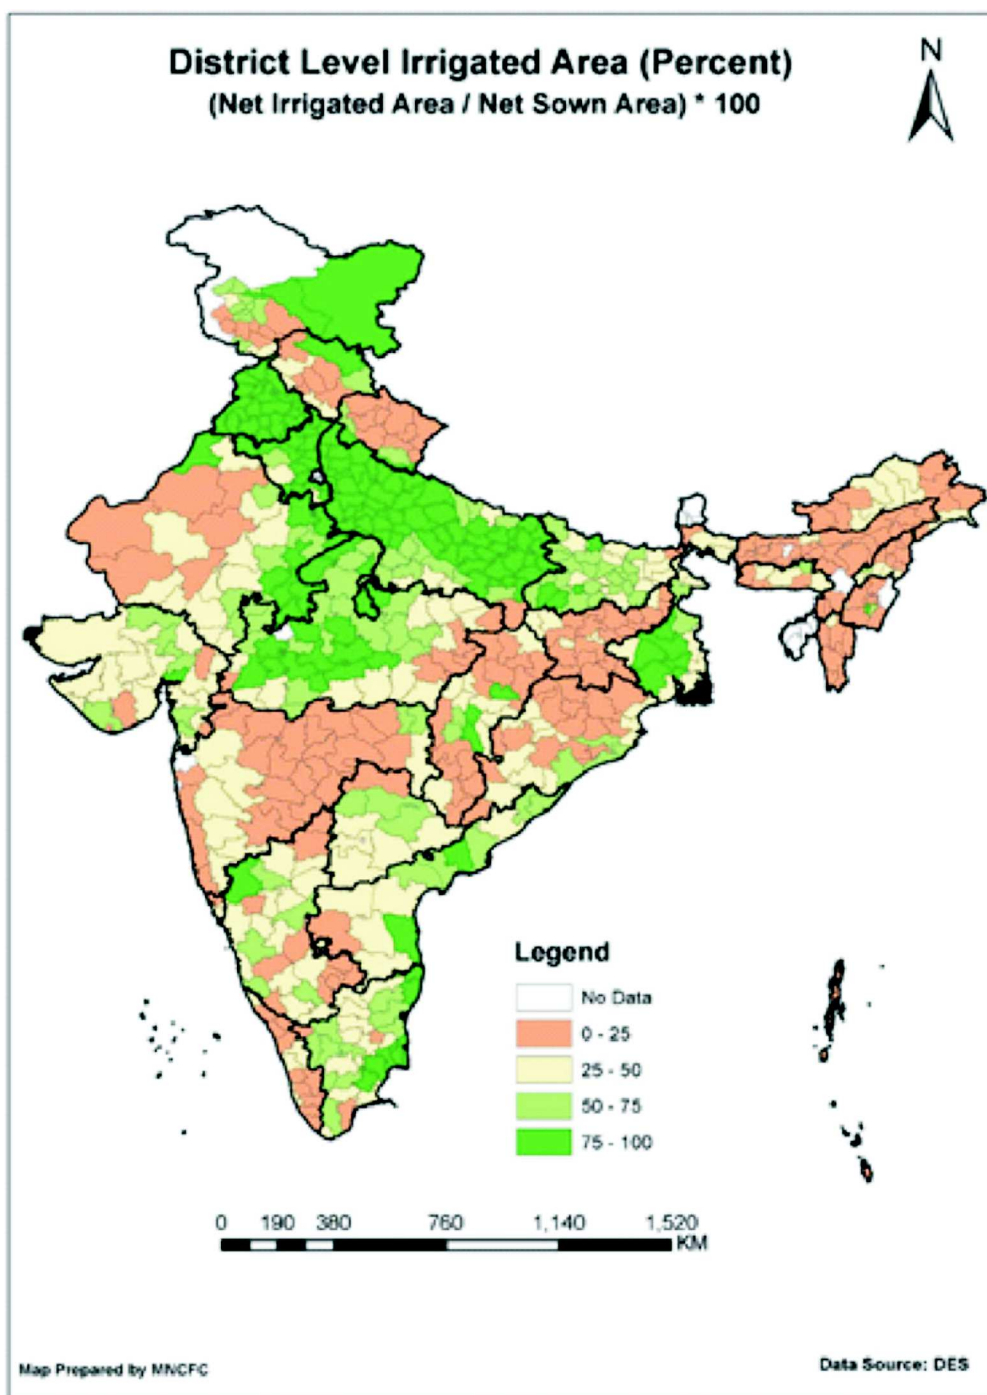 District Level Irrigated Area (Percent)
(Net Irrigated Area / Net Sown Area) * 100
N
Legend
No Data
0 - 25
25 - 50
50 - 75
75 - 100
0 190 380 760 1,140 1,520
KM
Map Prepared by MNCFC
Data Source: DES